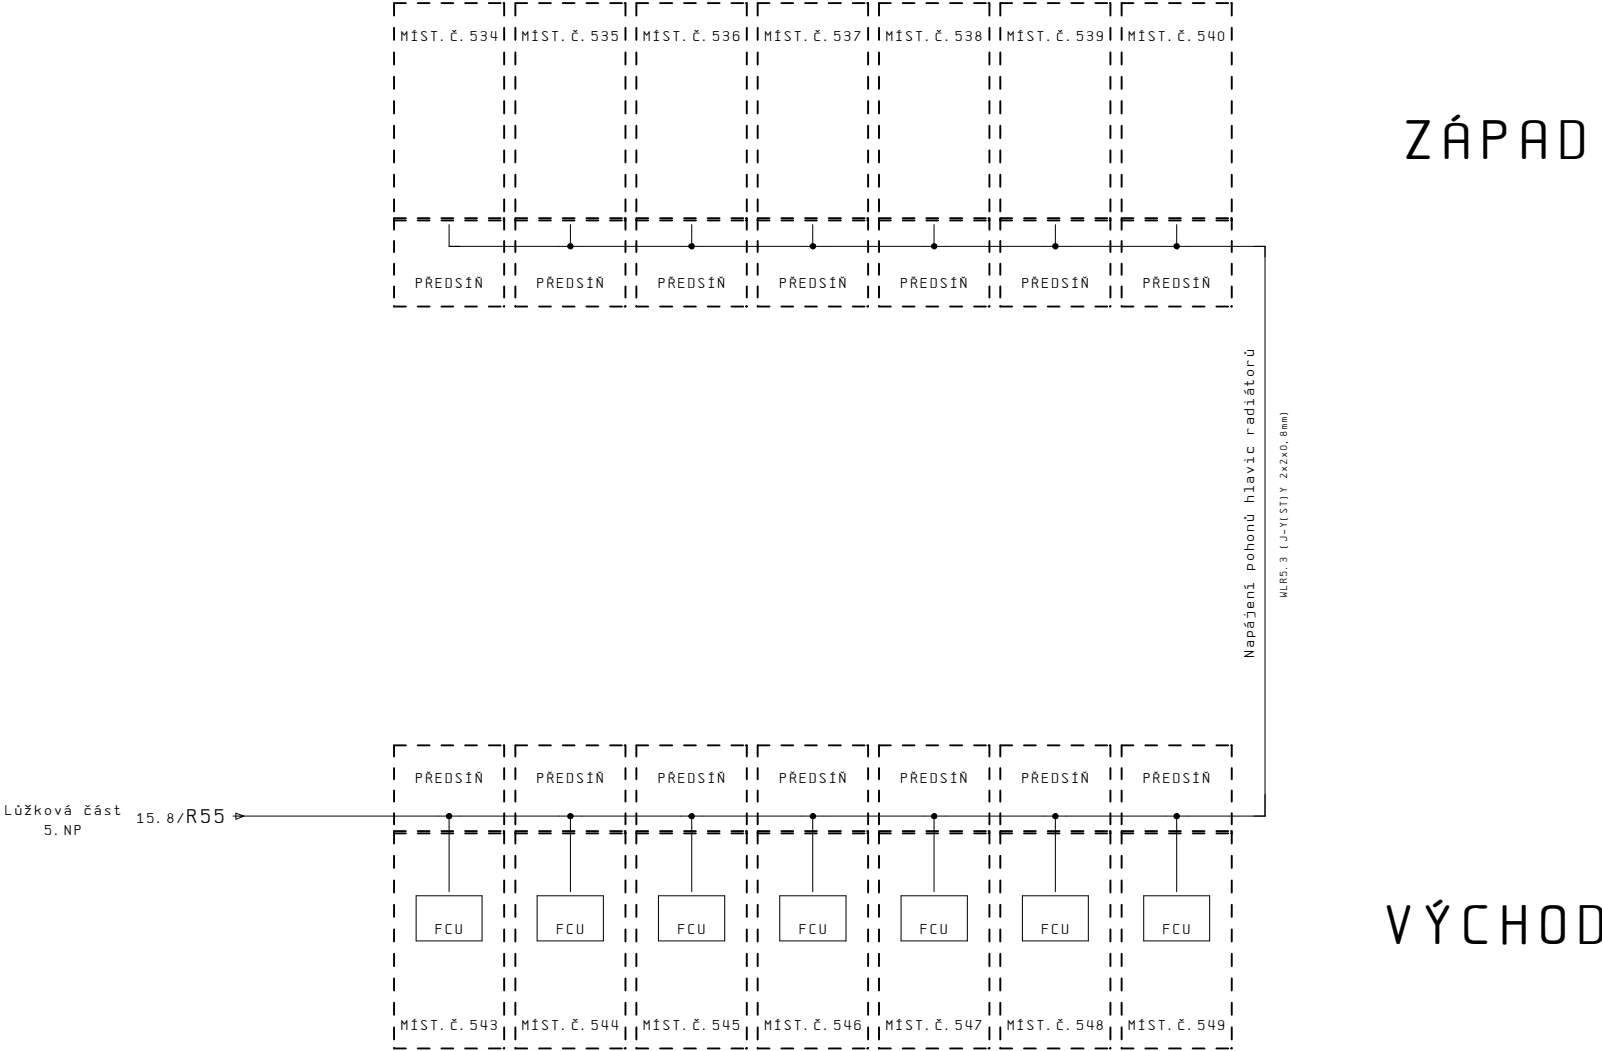 MÍST. Č. 534 MÍST. Č. 535 MÍST. Č. 536 MÍST. Č. 537 MÍST. Č. 538 MÍST. Č. 539 MÍST. Č. 540
ZÁPAD
PŘEDSÍŇ PŘEDSÍŇ PŘEDSÍŇ PŘEDSÍŇ PŘEDSÍŇ PŘEDSÍŇ PŘEDSÍŇ
Napájení pohonů hlavic radiátorů
WLR5.3 (J-Y(ST)Y 2x2x0,8mm)
PŘEDSÍŇ PŘEDSÍŇ PŘEDSÍŇ PŘEDSÍŇ PŘEDSÍŇ PŘEDSÍŇ PŘEDSÍŇ
Lůžková část
5. NP
15.8/R55
FCU FCU FCU FCU FCU FCU FCU
VÝCHOD
MÍST. Č. 543 MÍST. Č. 544 MÍST. Č. 545 MÍST. Č. 546 MÍST. Č. 547 MÍST. Č. 548 MÍST. Č. 549